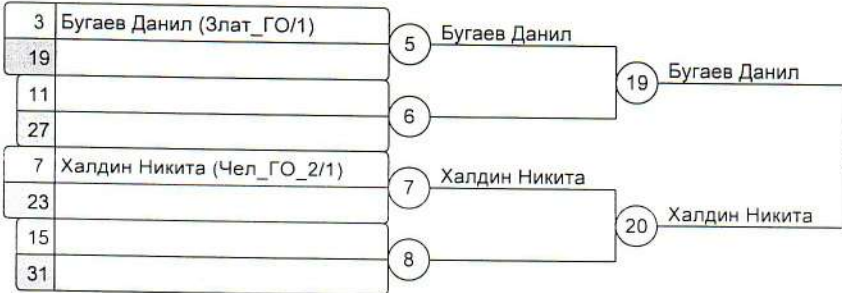 3 Бугаев Данил (Злат_ГО/1)
19
11
27
7 Халдин Никита (Чел_ГО_2/1)
23
15
31
5 Бугаев Данил
6
7 Халдин Никита
8
19 Бугаев Данил
20 Халдин Никита